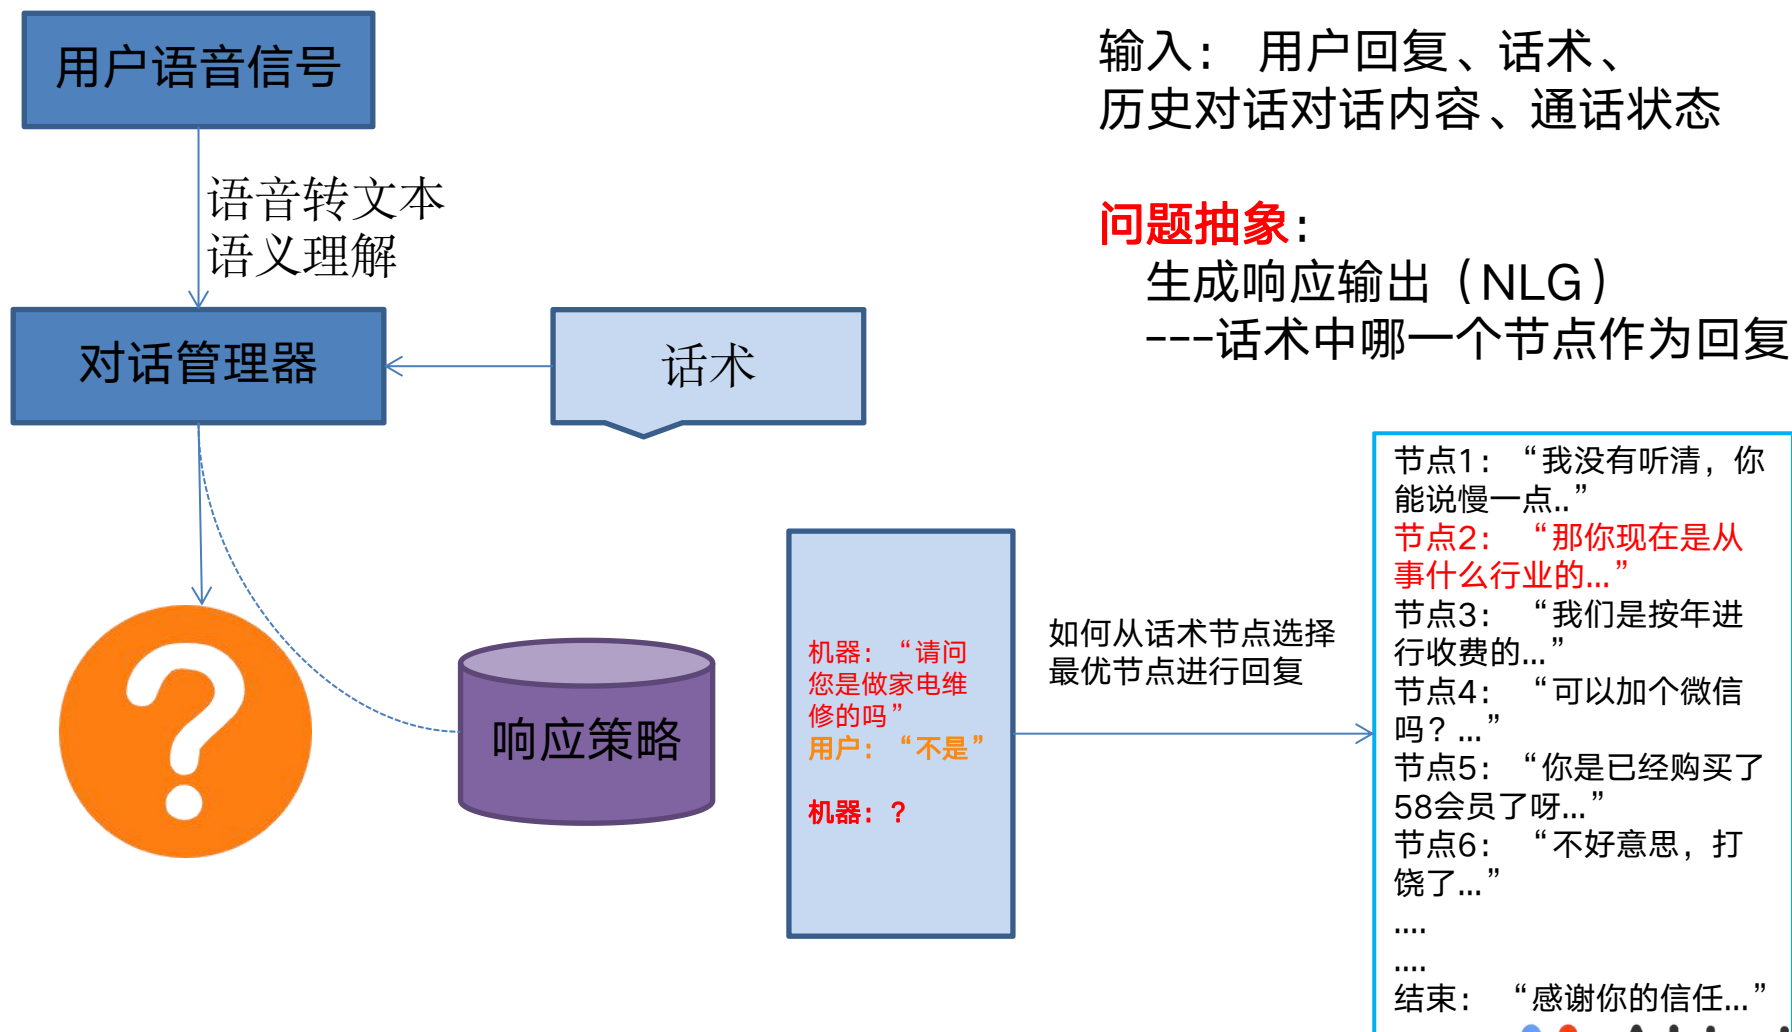 用户语音信号
语音转文本
语义理解
对话管理器
话术
响应策略
输入： 用户回复、话术、
历史对话对话内容、通话状态
问题抽象：
生成响应输出（NLG）
---话术中哪一个节点作为回复
机器：“请问
您是做家电维
修的吗”
用户：“不是”
机器：？
如何从话术节点选择
最优节点进行回复
节点1：“我没有听清，你
能说慢一点..”
节点2：“那你现在是从
事什么行业的...”
节点3：“我们是按年进
行收费的...”
节点4：“可以加个微信
吗？...”
节点5：“你是已经购买了
58会员了呀...”
节点6：“不好意思，打
饶了...”
....
....
结束：“感谢你的信任...”